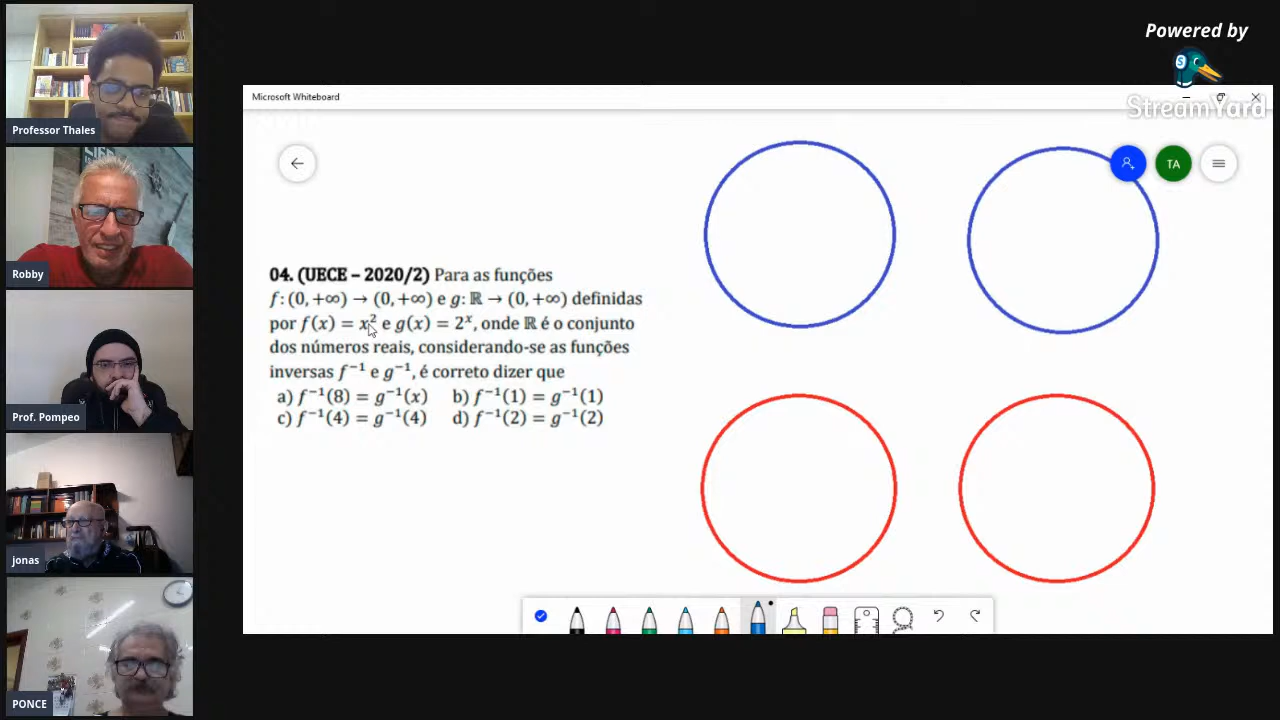 Powered by
StreamYard
Professor Thales
Robby
Prof. Pompeo
jonas
PONCE
Microsoft Whiteboard
TA
04. (UECE – 2020/2) Para as funções
f: (0, +∞) → (0, +∞) e g: ℝ → (0, +∞) definidas
por f(x) = x² e g(x) = 2ˣ, onde ℝ é o conjunto
dos números reais, considerando-se as funções
inversas f⁻¹ e g⁻¹, é correto dizer que
a) f⁻¹(8) = g⁻¹(x) b) f⁻¹(1) = g⁻¹(1)
c) f⁻¹(4) = g⁻¹(4) d) f⁻¹(2) = g⁻¹(2)